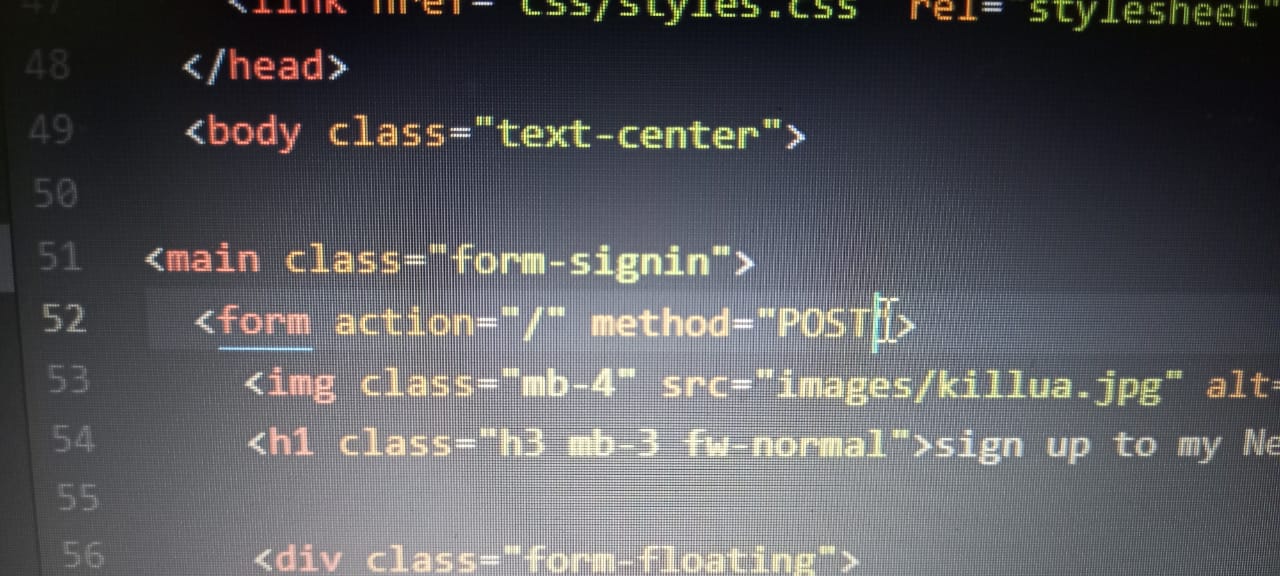 47 <link href="css/styles.css" rel="stylesheet"
48 </head>
49 <body class="text-center">
50
51 <main class="form-signin">
52 <form action="/" method="POST">
53 <img class="mb-4" src="images/killua.jpg" alt=
54 <h1 class="h3 mb-3 fw-normal">sign up to my Ne
55
56 <div class="form-floating">